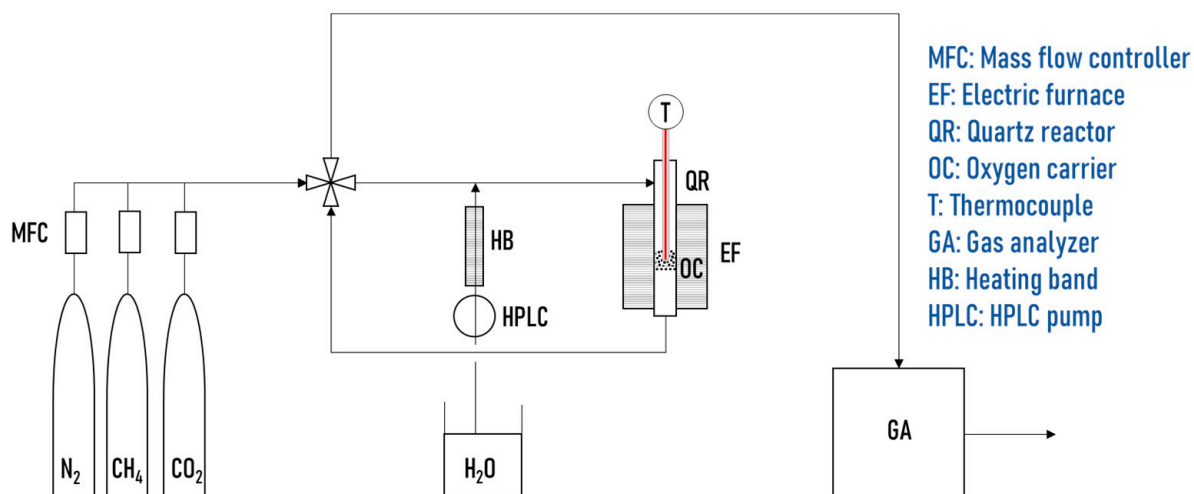 MFC: Mass flow controller
EF: Electric furnace
QR: Quartz reactor
OC: Oxygen carrier
T: Thermocouple
GA: Gas analyzer
HB: Heating band
HPLC: HPLC pump
T
QR
MFC
HB
EF
OC
HPLC
GA
N₂
CH₄
CO₂
H₂O